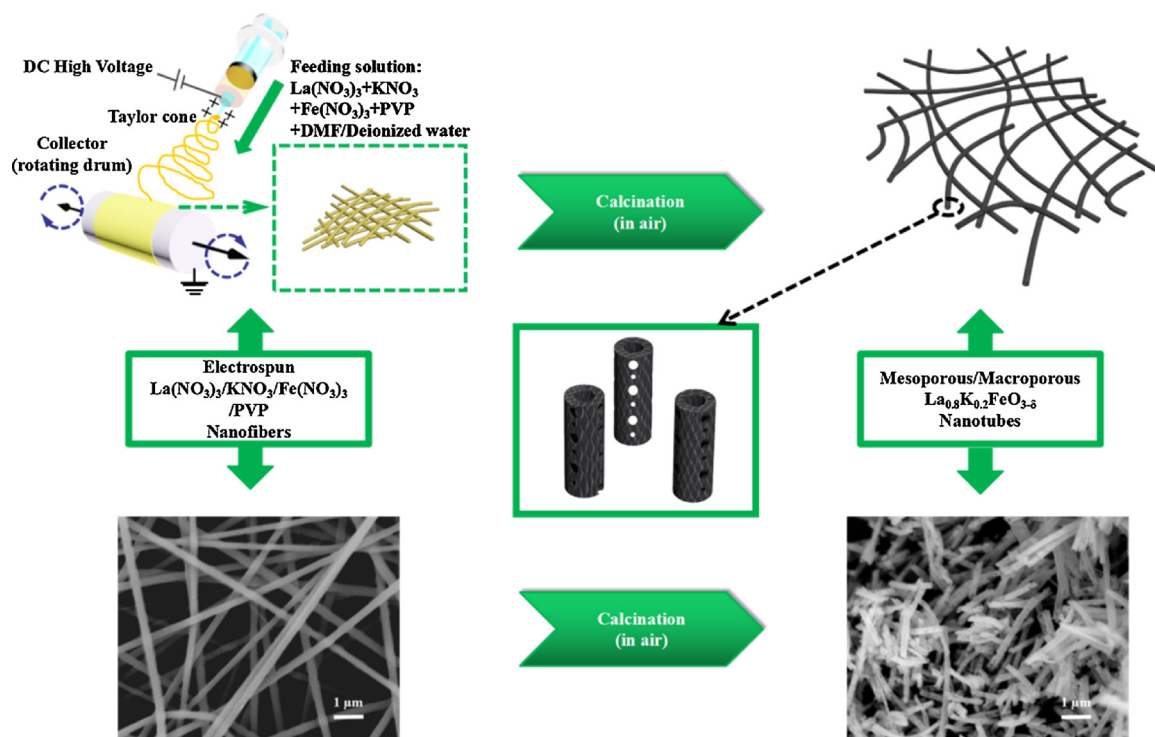 DC High Voltage
Taylor cone
Collector
(rotating drum)
Feeding solution:
La(NO₃)₃+KNO₃
+Fe(NO₃)₃+PVP
+DMF/Deionized water
Calcination
(in air)
Electrospun
La(NO₃)₃/KNO₃/Fe(NO₃)₃
/PVP
Nanofibers
Mesoporous/Macroporous
La₀.₈K₀.₂FeO₃₋δ
Nanotubes
Calcination
(in air)
1 μm
1 μm